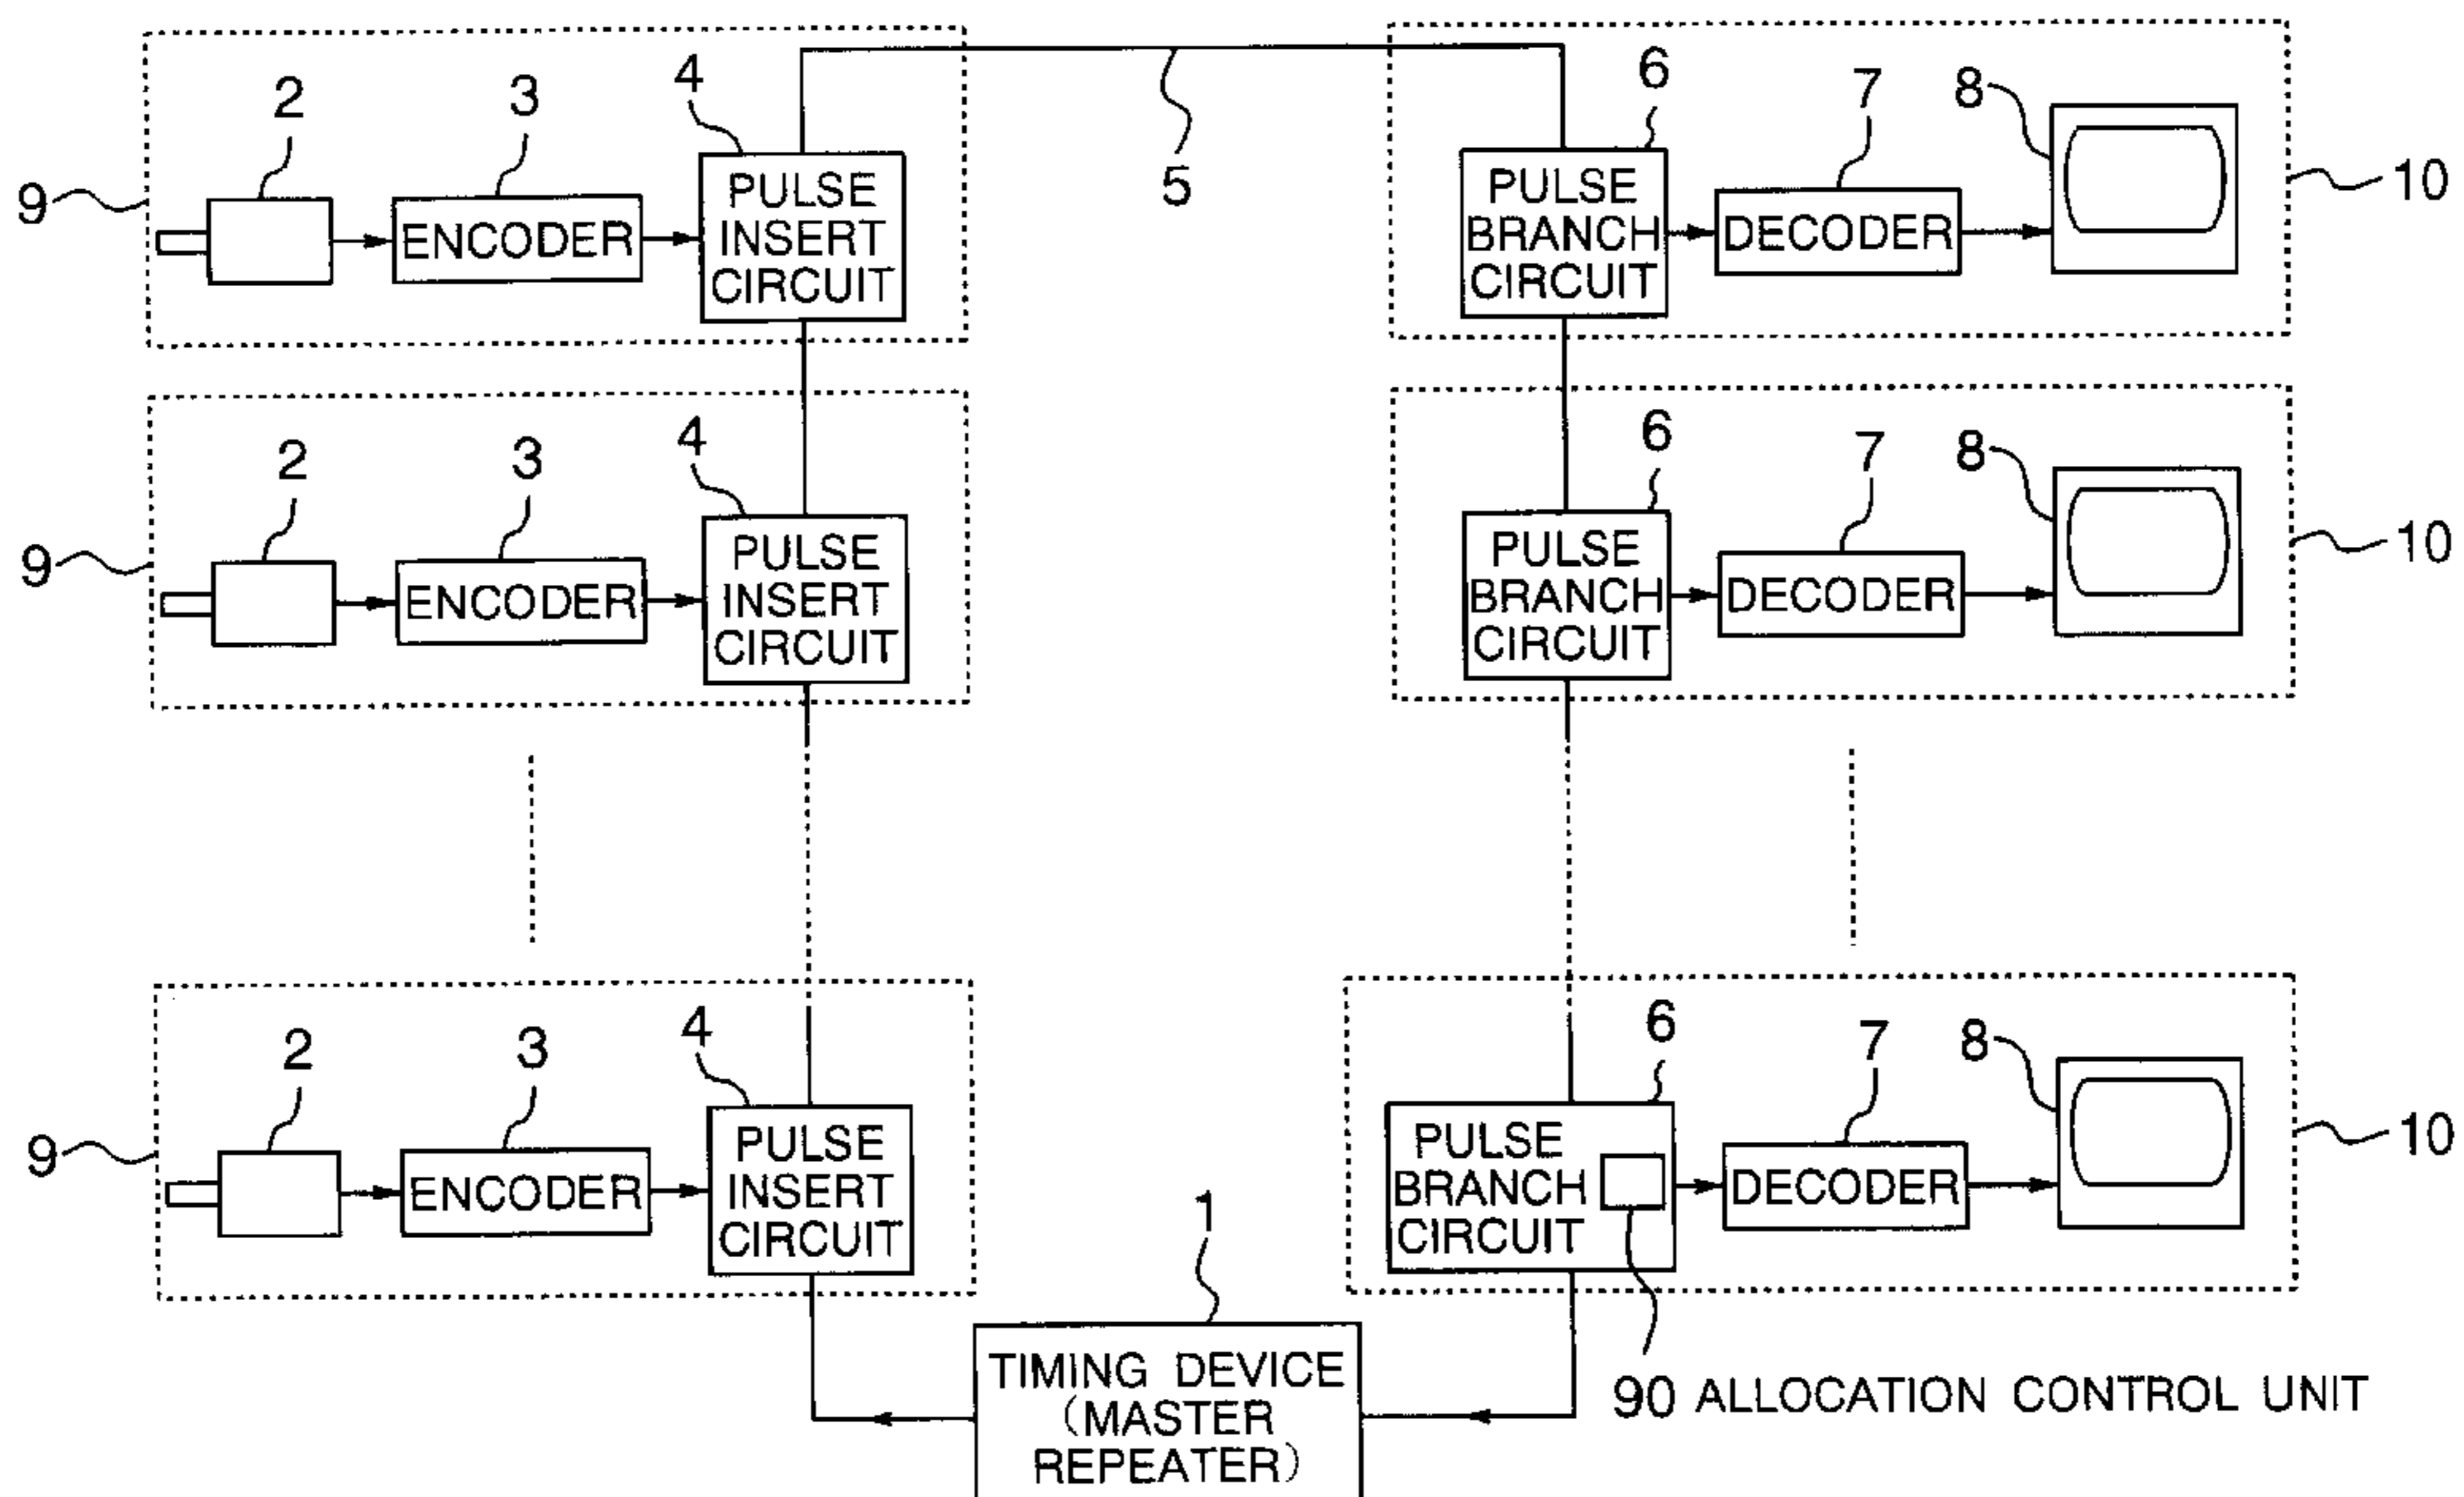 2
3
4
6
7
8
9
ENCODER
PULSE
INSERT
CIRCUIT
5
PULSE
BRANCH
CIRCUIT
DECODER
10
2
3
4
6
7
8
9
ENCODER
PULSE
INSERT
CIRCUIT
PULSE
BRANCH
CIRCUIT
DECODER
10
2
3
4
6
7
8
9
ENCODER
PULSE
INSERT
CIRCUIT
PULSE
BRANCH
CIRCUIT
DECODER
10
1
TIMING DEVICE
(MASTER
REPEATER)
90 ALLOCATION CONTROL UNIT